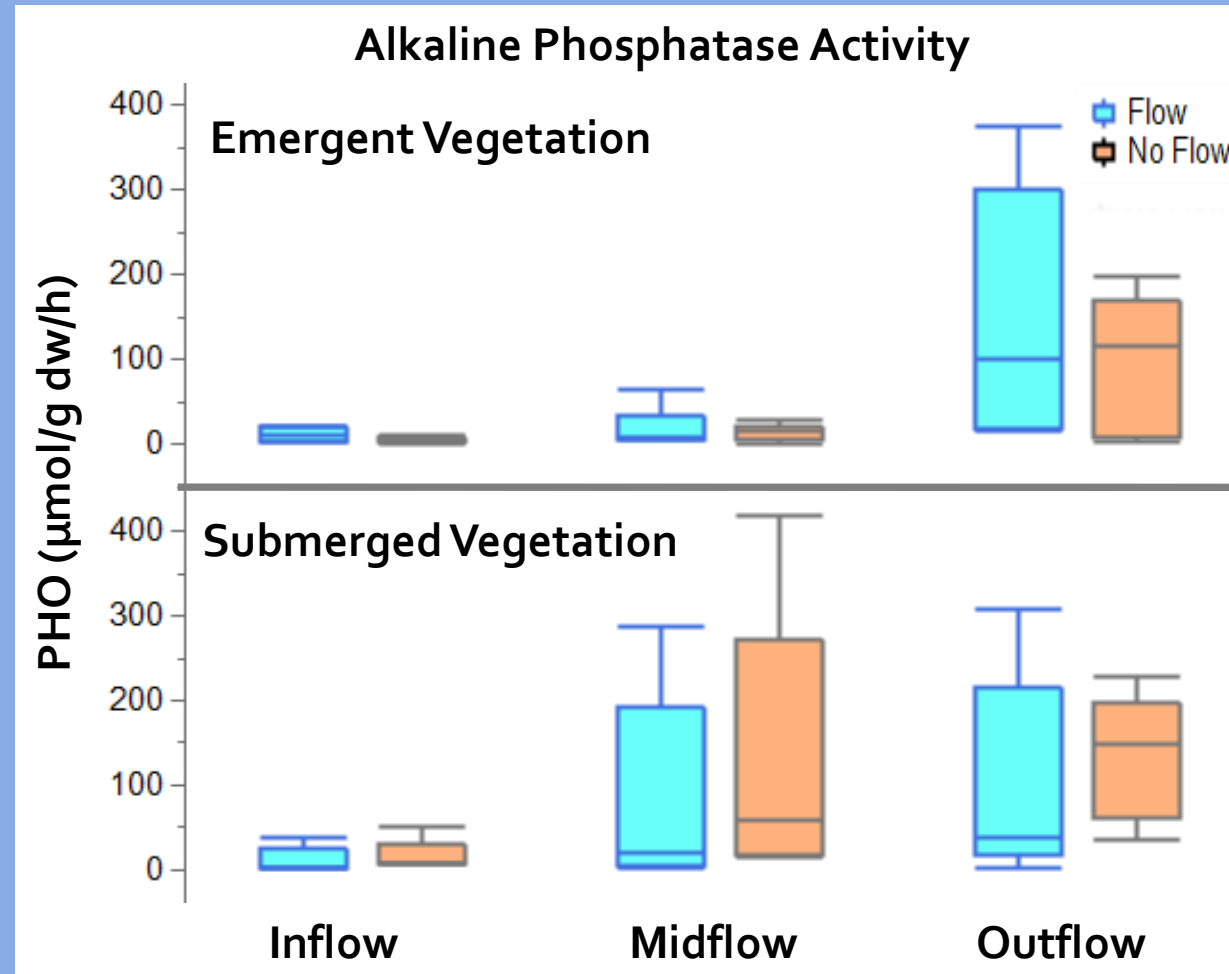 Alkaline Phosphatase Activity
PHO (µmol/g dw/h)
Emergent Vegetation
Flow
No Flow
400
300
200
100
0
Submerged Vegetation
400
300
200
100
0
Inflow Midflow Outflow